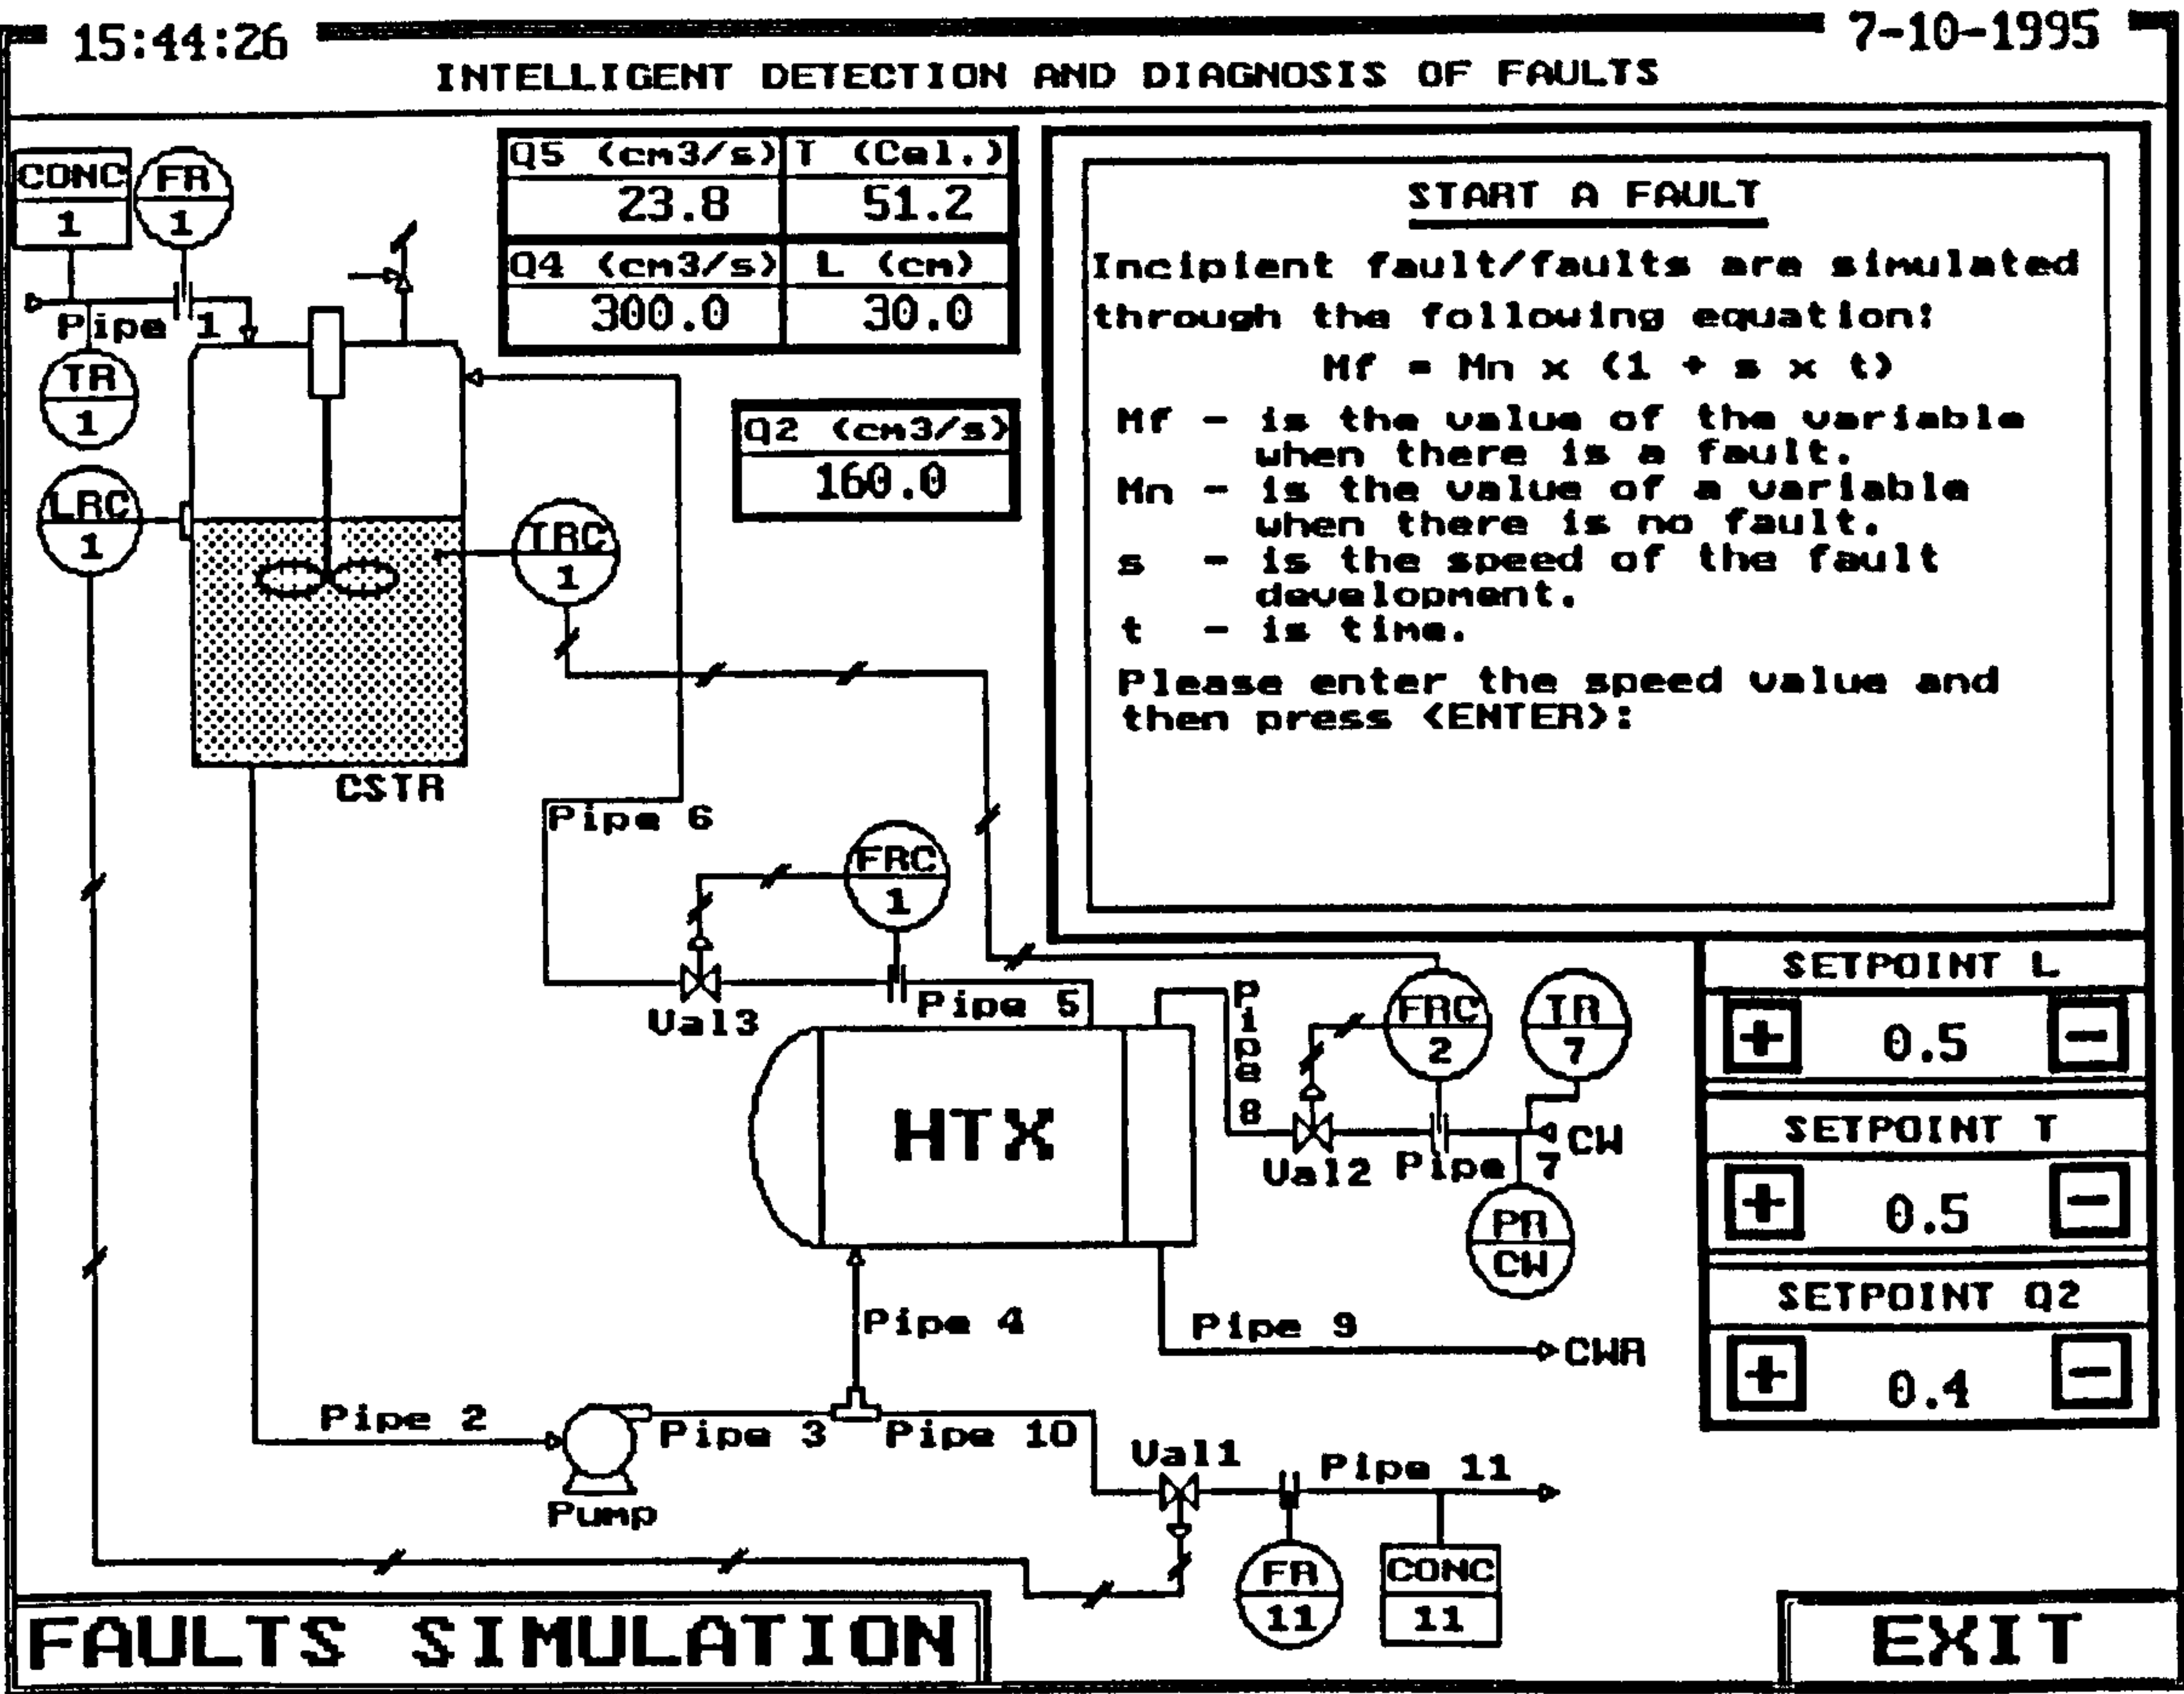 15:44:26
7-10-1995
INTELLIGENT DETECTION AND DIAGNOSIS OF FAULTS
CONC
1
FR
1
Pipe 1
TR
1
LRC
1
TRC
1
CSTR
Q5 (cm3/s) T (Cel.)
23.8 51.2
Q4 (cm3/s) L (cm)
300.0 30.0
Q2 (cm3/s)
160.0
START A FAULT
Incipient fault/faults are simulated
through the following equation:
Mf = Mn x (1 + s x t)
Mf - is the value of the variable
when there is a fault.
Mn - is the value of a variable
when there is no fault.
s - is the speed of the fault
development.
t - is time.
Please enter the speed value and
then press <ENTER>:
Pipe 6
FRC
1
Val3
Pipe 5
HTX
Pipe 8
FRC
2
TR
7
CW
Val2
Pipe 7
PR
CW
Pipe 4
Pipe 9
CWR
Pipe 2
Pump
Pipe 3
Pipe 10
Val1
Pipe 11
FR
11
CONC
11
SETPOINT L
+ 0.5 -
SETPOINT T
+ 0.5 -
SETPOINT Q2
+ 0.4 -
FAULTS SIMULATION
EXIT